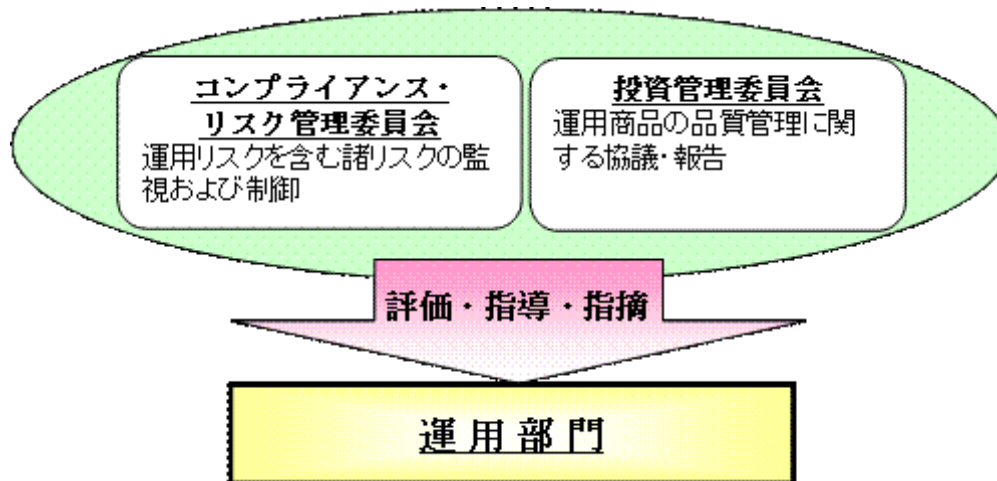 コンプライアンス・
リスク管理委員会
運用リスクを含む諸リスクの監
視および制御
投資管理委員会
運用商品の品質管理に関
する協議・報告
評価・指導・指摘
運用部門